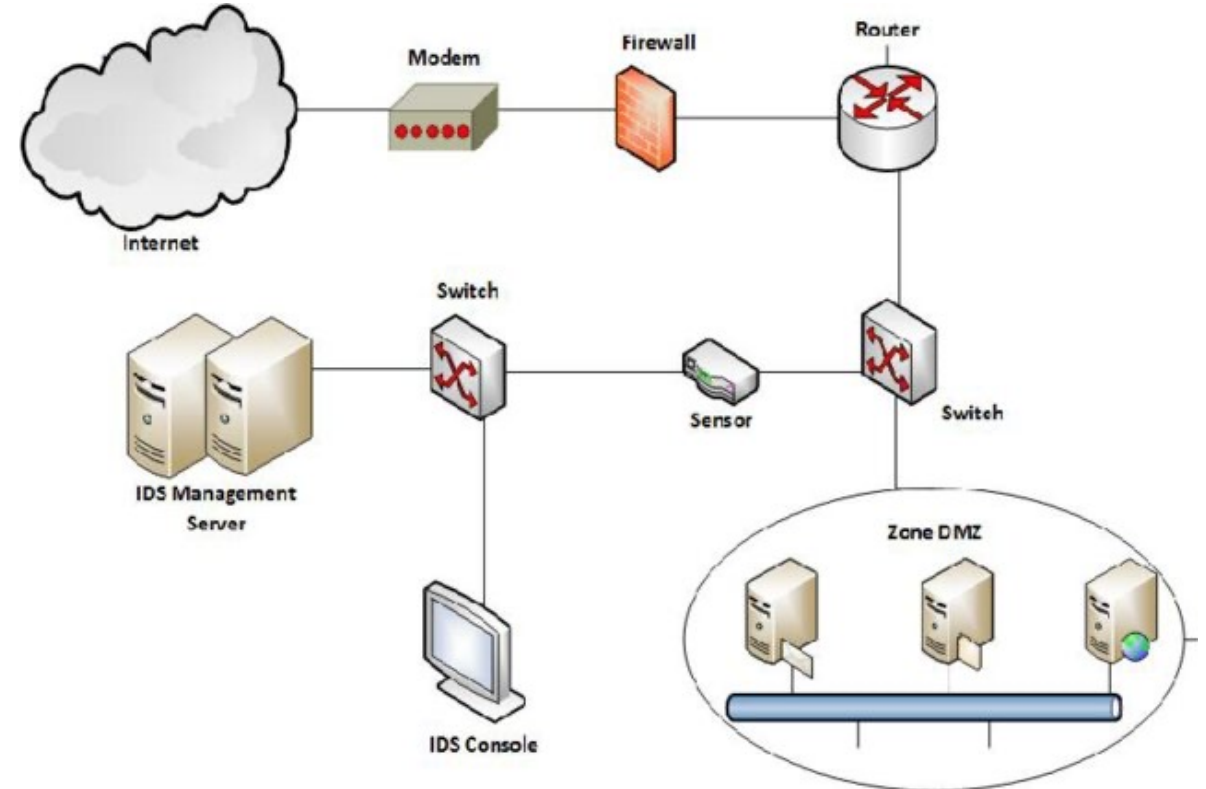 Modem
Firewall
Router
Internet
Switch
Sensor
Switch
IDS Management
Server
Zone DMZ
IDS Console